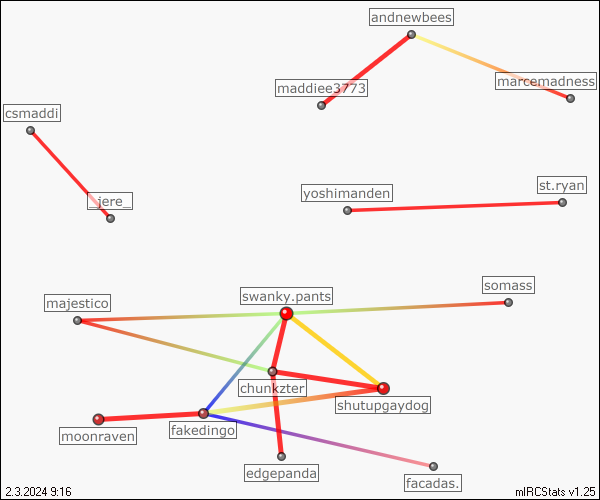 andnewbees
maddiee3773
marcemadness
csmaddi
_jere_
yoshimanden
st.ryan
majestico
swanky.pants
somass
chunkzter
shutupgaydog
moonraven
fakedingo
edgepanda
facadas.
2.3.2024 9:16
mIRCStats v1.25